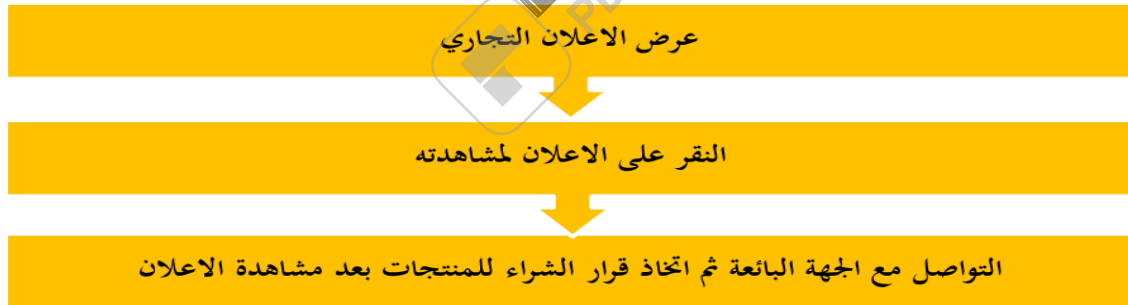 عرض الاعلان التجاري
النقر على الاعلان لمشاهدته
التواصل مع الجهة البائعة ثم اتخاذ قرار الشراء للمنتجات بعد مشاهدة الاعلان